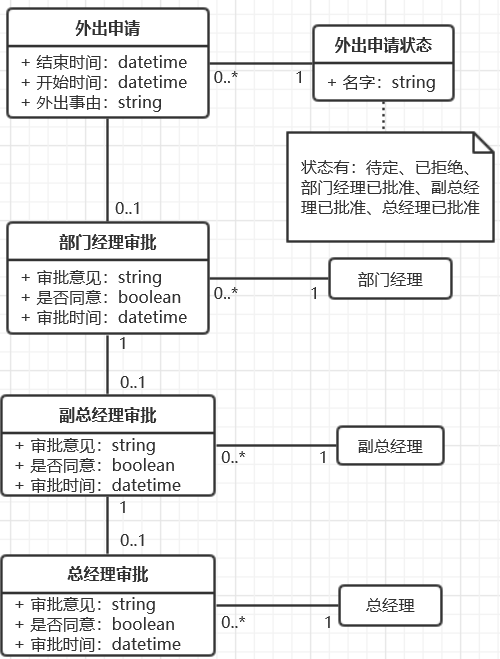 外出申请
+ 结束时间：datetime
+ 开始时间：datetime
+ 外出事由：string
0..*
1
外出申请状态
+ 名字：string
状态有：待定、已拒绝、
部门经理已批准、副总经
理已批准、总经理已批准
0..1
部门经理审批
+ 审批意见：string
+ 是否同意：boolean
+ 审批时间：datetime
0..*
1
部门经理
1
0..1
副总经理审批
+ 审批意见：string
+ 是否同意：boolean
+ 审批时间：datetime
0..*
1
副总经理
1
0..1
总经理审批
+ 审批意见：string
+ 是否同意：boolean
+ 审批时间：datetime
0..*
1
总经理